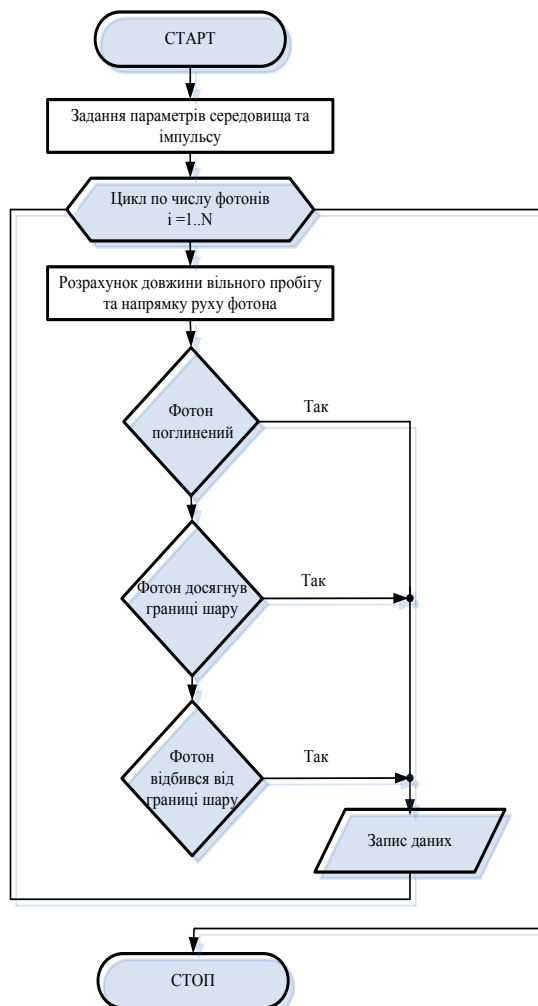 СТАРТ
Задання параметрів середовища та
імпульсу
Цикл по числу фотонів
і =1..N
Розрахунок довжини вільного пробігу
та напрямку руху фотона
Фотон
поглинений
Так
Фотон досягнув
границі шару
Так
Фотон
відбився від
границі шару
Так
Запис даних
СТОП